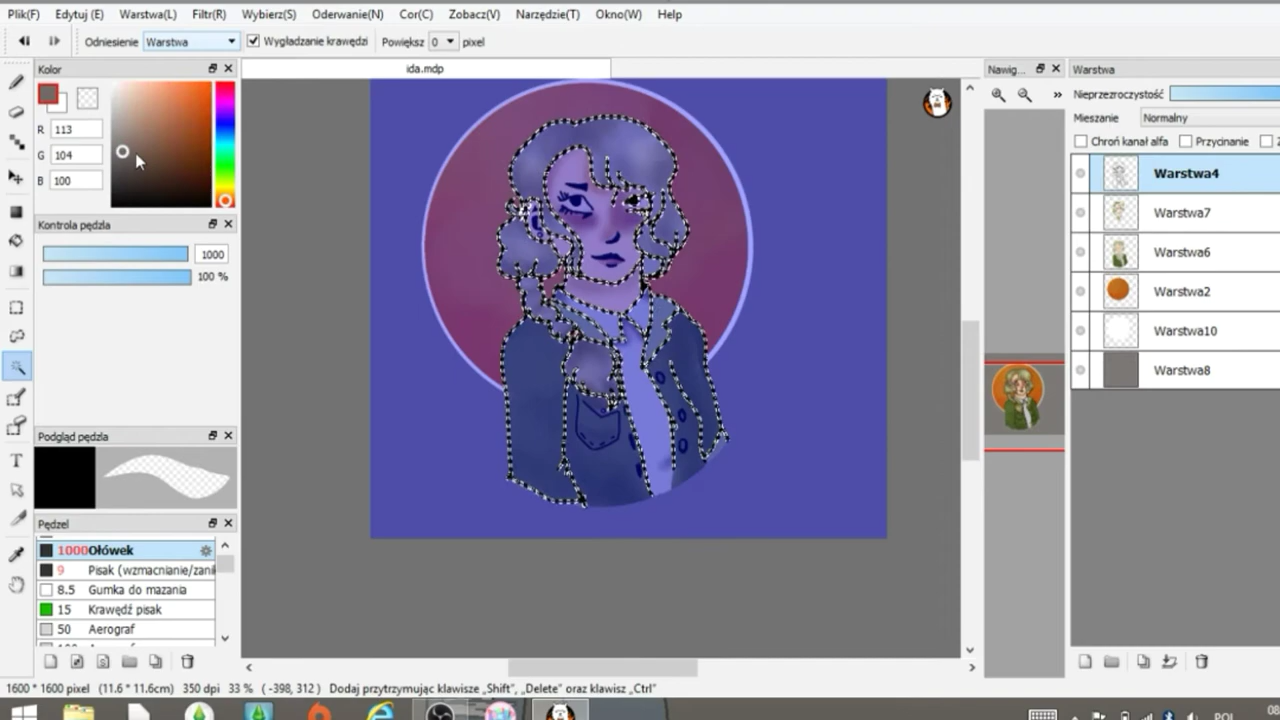 Plik(F) Edytuj (E) Warstwa(L) Filtr(R) Wybierz(S) Oderwanie(N) Cor(C) Zobacz(V) Narzędzie(T) Okno(W) Help
Odniesienie Warstwa Wygładzanie krawędzi Powiększ 0 pixel
Kolor
ida.mdp
Nawig...
Warstwa
R 113
G 104
B 100
Nieprzezroczystość
Mieszanie Normalny
Chroń kanał alfa Przycinanie
Warstwa4
Warstwa7
Warstwa6
Warstwa2
Warstwa10
Warstwa8
Kontrola pędzla
1000
100 %
Podgląd pędzla
Pędzel
1000 Ołówek
9 Pisak (wzmacnianie/zani
8.5 Gumka do mazania
15 Krawędź pisak
50 Aerograf
1600 * 1600 pixel (11.6 * 11.6cm) 350 dpi 33 % ( -398, 312 ) Dodaj przytrzymując klawisze „Shift", „Delete" oraz klawisz „Ctrl"
POL
08